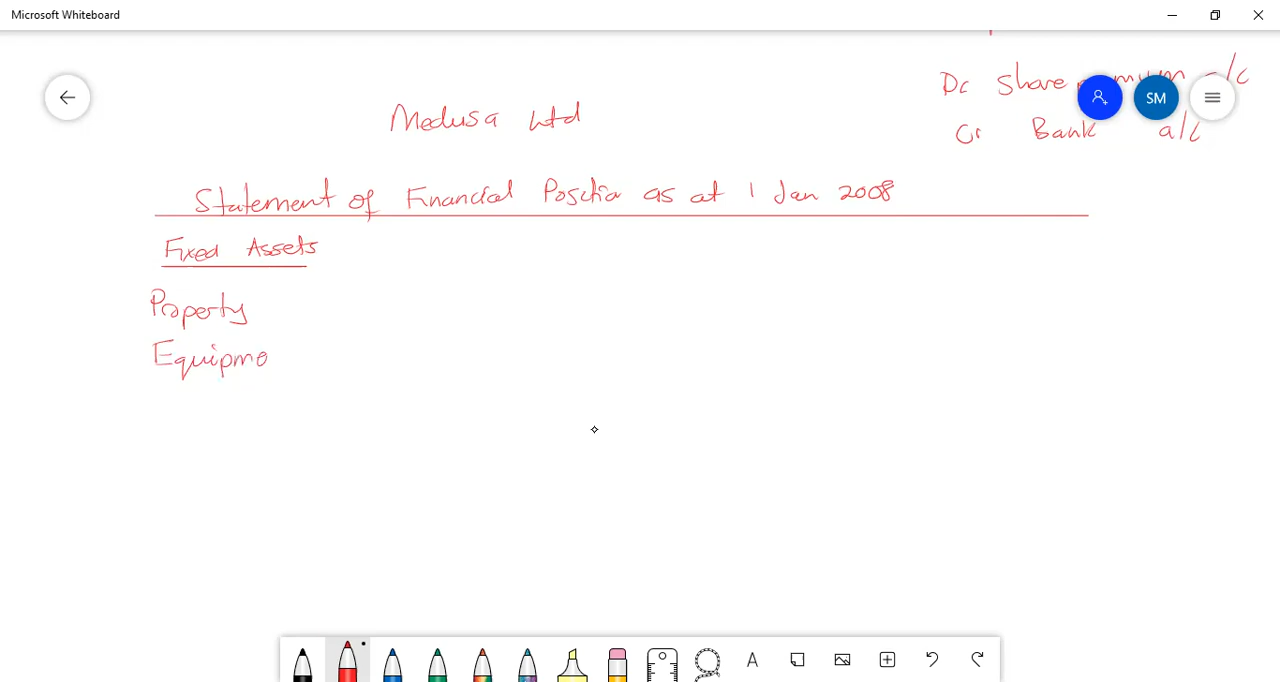 Microsoft Whiteboard
Dr Share a/c
SM
Medusa Ltd
Cr Bank a/c
Statement of Financial Position as at 1 Jan 2008
Fixed Assets
Property
Equipme
A